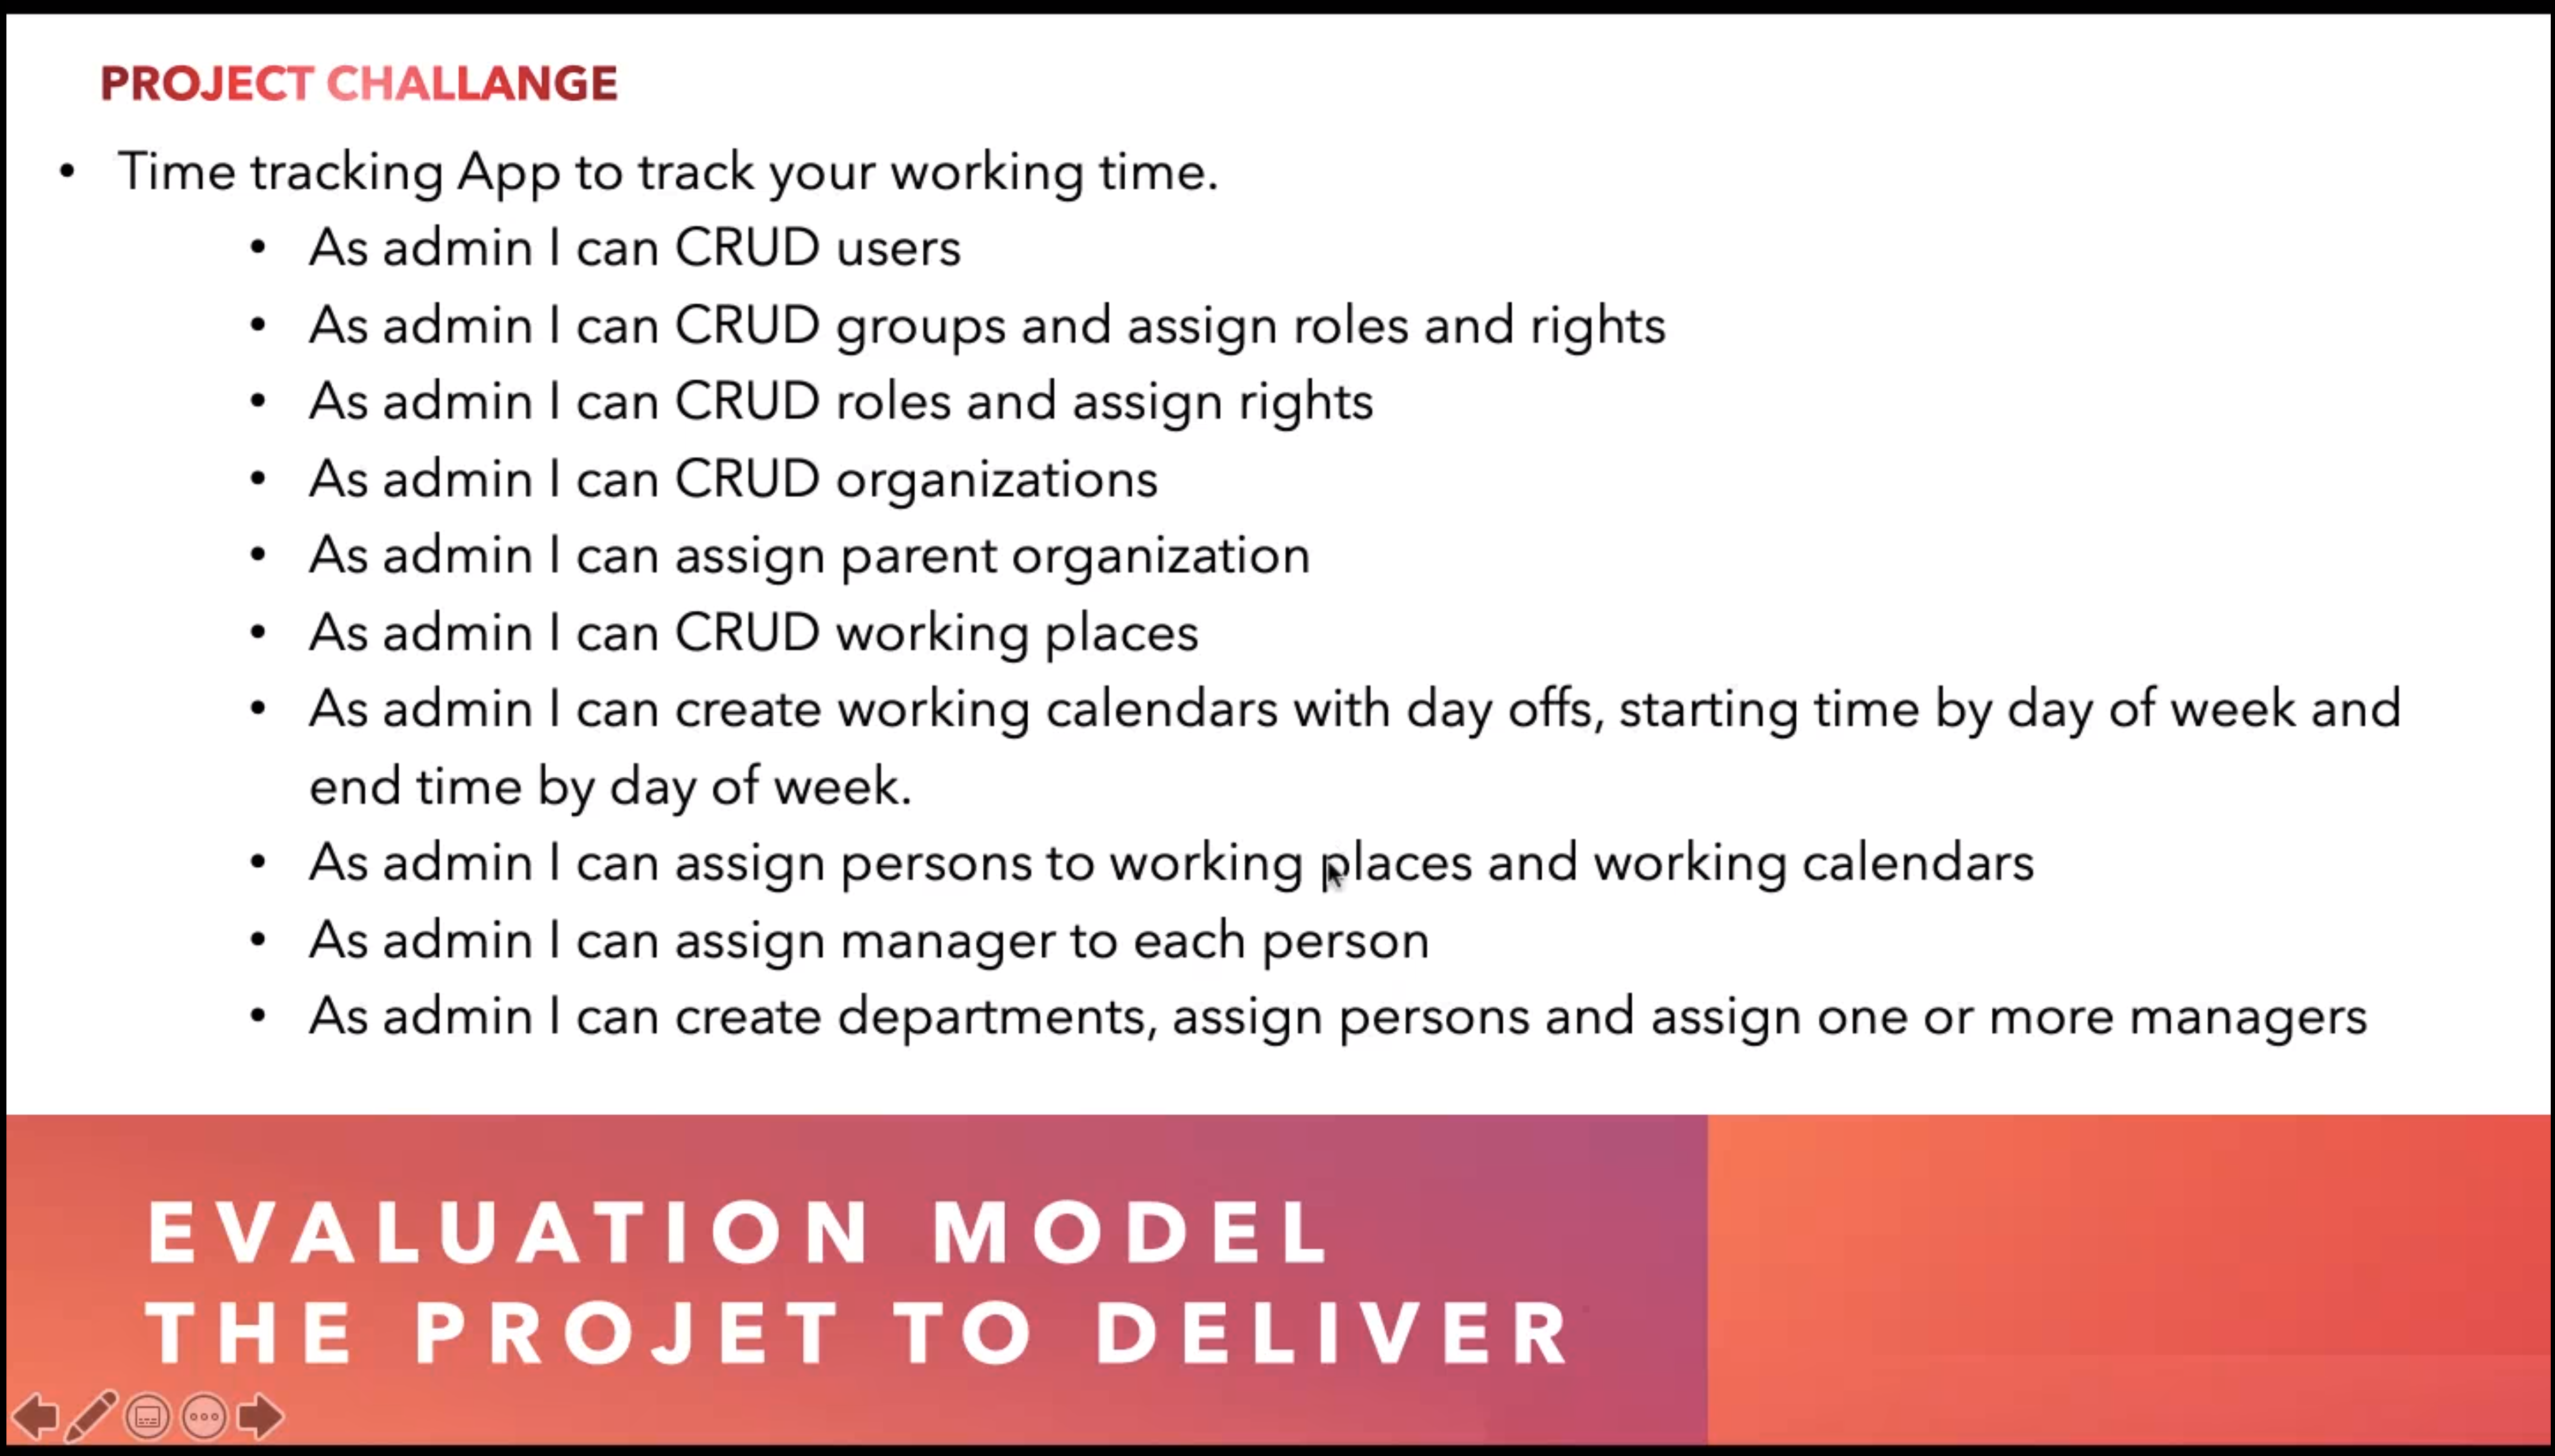 PROJECT CHALLANGE
• Time tracking App to track your working time.
• As admin I can CRUD users
• As admin I can CRUD groups and assign roles and rights
• As admin I can CRUD roles and assign rights
• As admin I can CRUD organizations
• As admin I can assign parent organization
• As admin I can CRUD working places
• As admin I can create working calendars with day offs, starting time by day of week and
end time by day of week.
• As admin I can assign persons to working places and working calendars
• As admin I can assign manager to each person
• As admin I can create departments, assign persons and assign one or more managers
EVALUATION MODEL
THE PROJET TO DELIVER